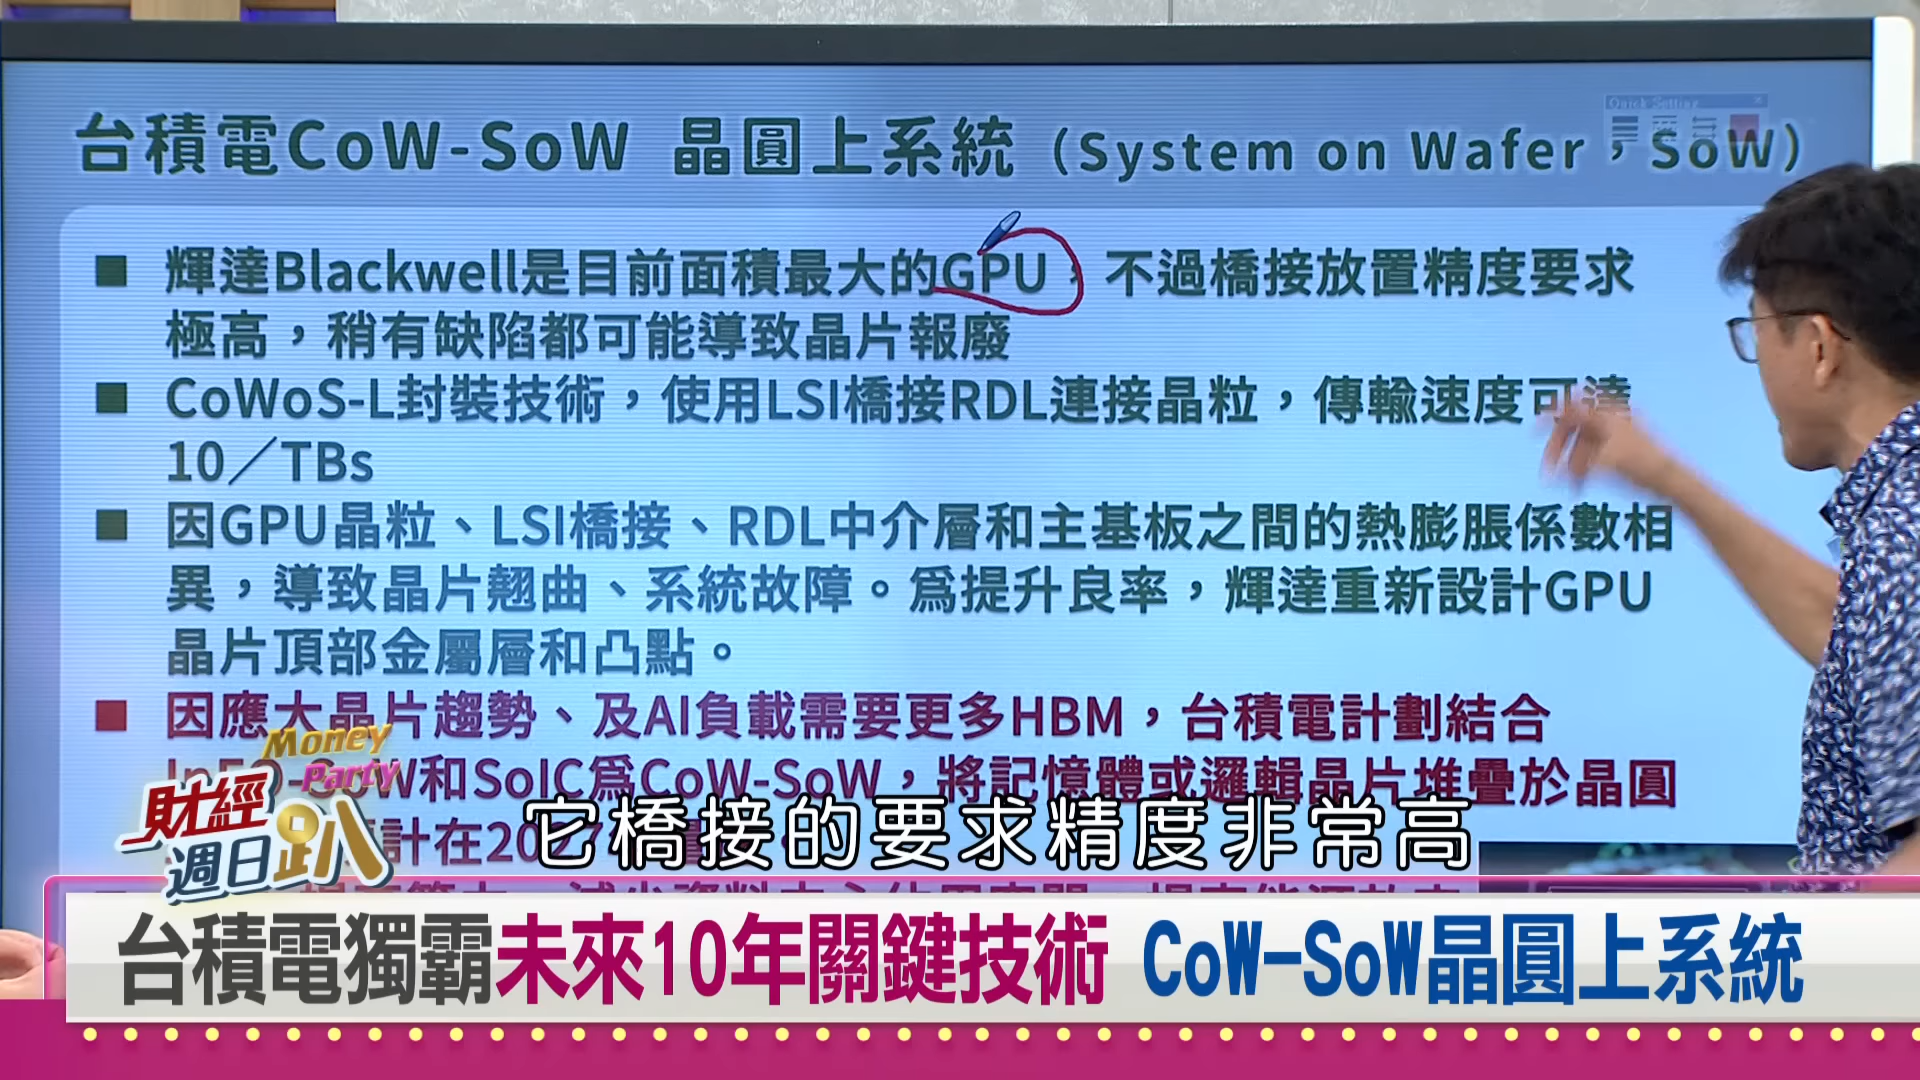 台積電CoW-SoW 晶圓上系統（System on Wafer，SoW）
■ 輝達Blackwell是目前面積最大的GPU，不過橋接放置精度要求
極高，稍有缺陷都可能導致晶片報廢
■ CoWoS-L封裝技術，使用LSI橋接RDL連接晶粒，傳輸速度可達
10／TBs
■ 因GPU晶粒、LSI橋接、RDL中介層和主基板之間的熱膨脹係數相
異，導致晶片翹曲、系統故障。為提升良率，輝達重新設計GPU
晶片頂部金屬層和凸點。
■ 因應大晶片趨勢、及AI負載需要更多HBM，台積電計劃結合
和SoIC為CoW-SoW，將記憶體或邏輯晶片堆疊於晶圓
計在20
Money
Party
財經
週日趴
它橋接的要求精度非常高
台積電獨霸未來10年關鍵技術 CoW-SoW晶圓上系統